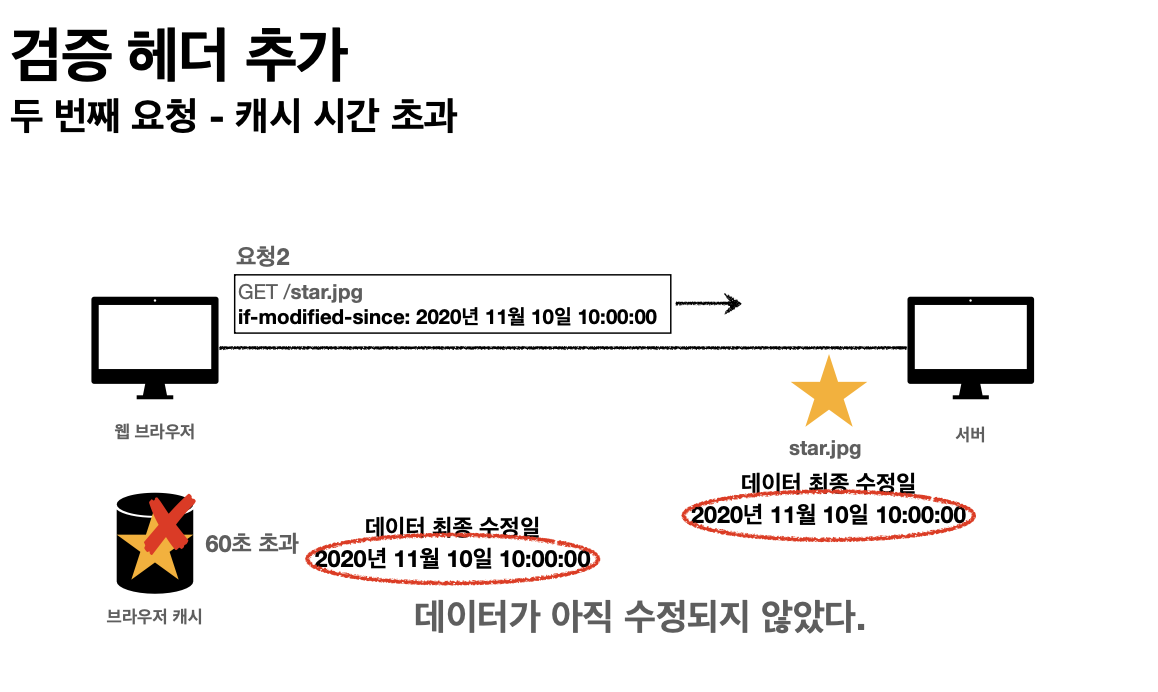 검증 헤더 추가
두 번째 요청 - 캐시 시간 초과
요청2
GET /star.jpg
if-modified-since: 2020년 11월 10일 10:00:00
웹 브라우저
star.jpg
서버
데이터 최종 수정일
2020년 11월 10일 10:00:00
60초 초과
데이터 최종 수정일
2020년 11월 10일 10:00:00
브라우저 캐시
데이터가 아직 수정되지 않았다.